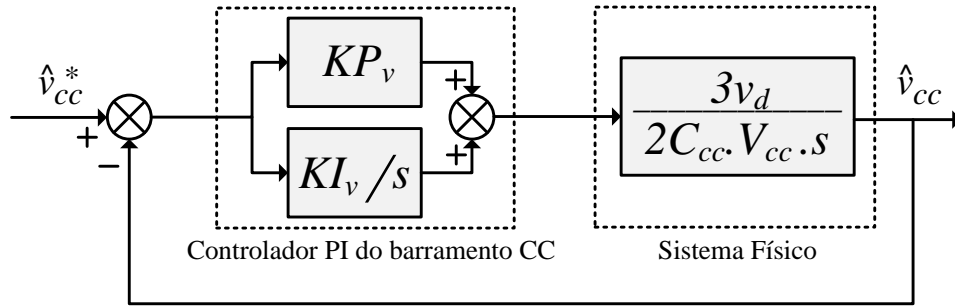 v̂cc*
+
−
KPv
KIv/s
+
+
3vd
2Ccc.Vcc.s
v̂cc
Controlador PI do barramento CC
Sistema Físico